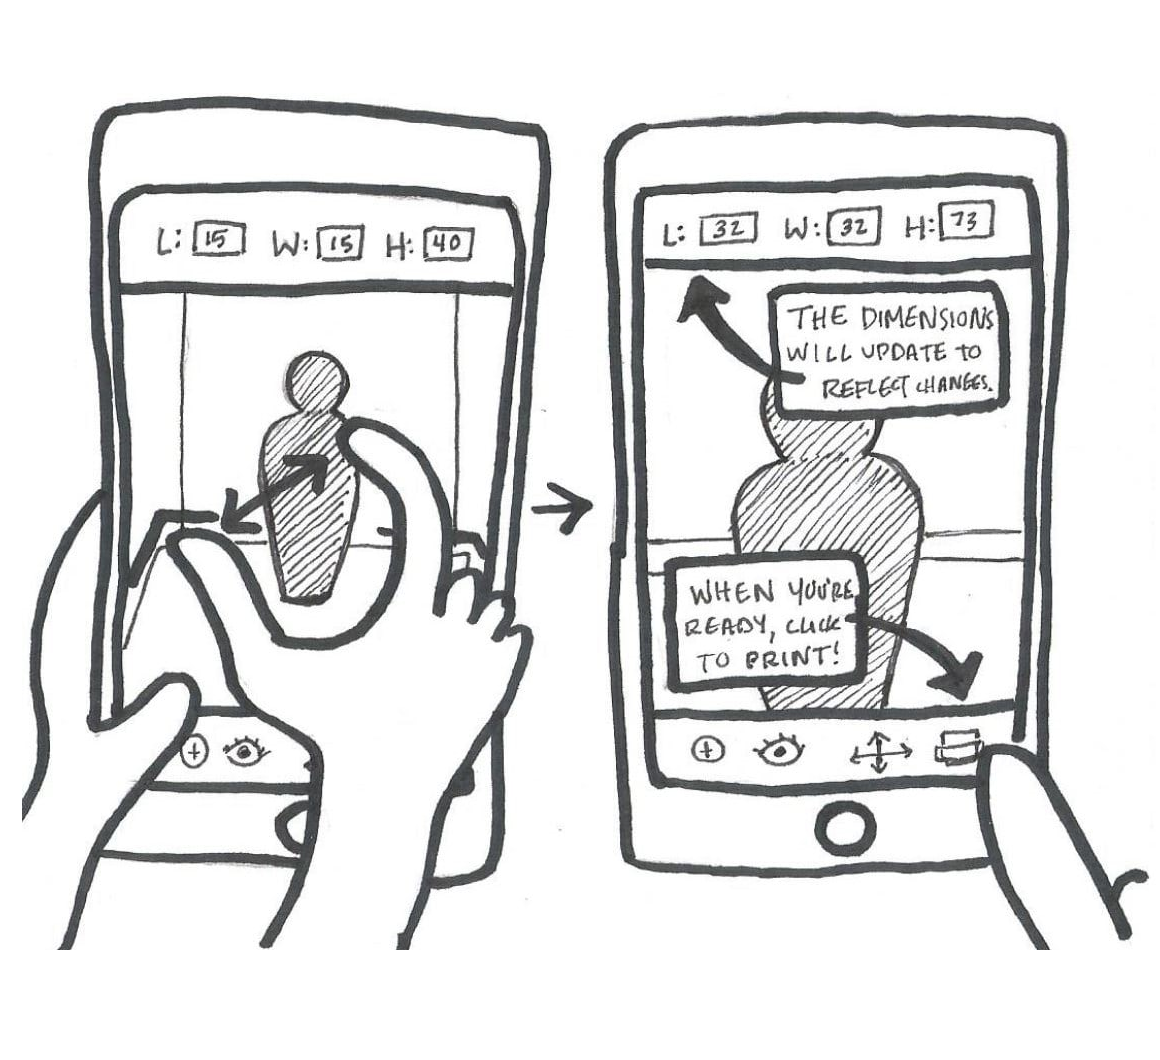 L: 15 W: 15 H: 40
L: 32 W: 32 H: 73
THE DIMENSIONS
WILL UPDATE TO
REFLECT CHANGES.
WHEN YOU'RE
READY, CLICK
TO PRINT!